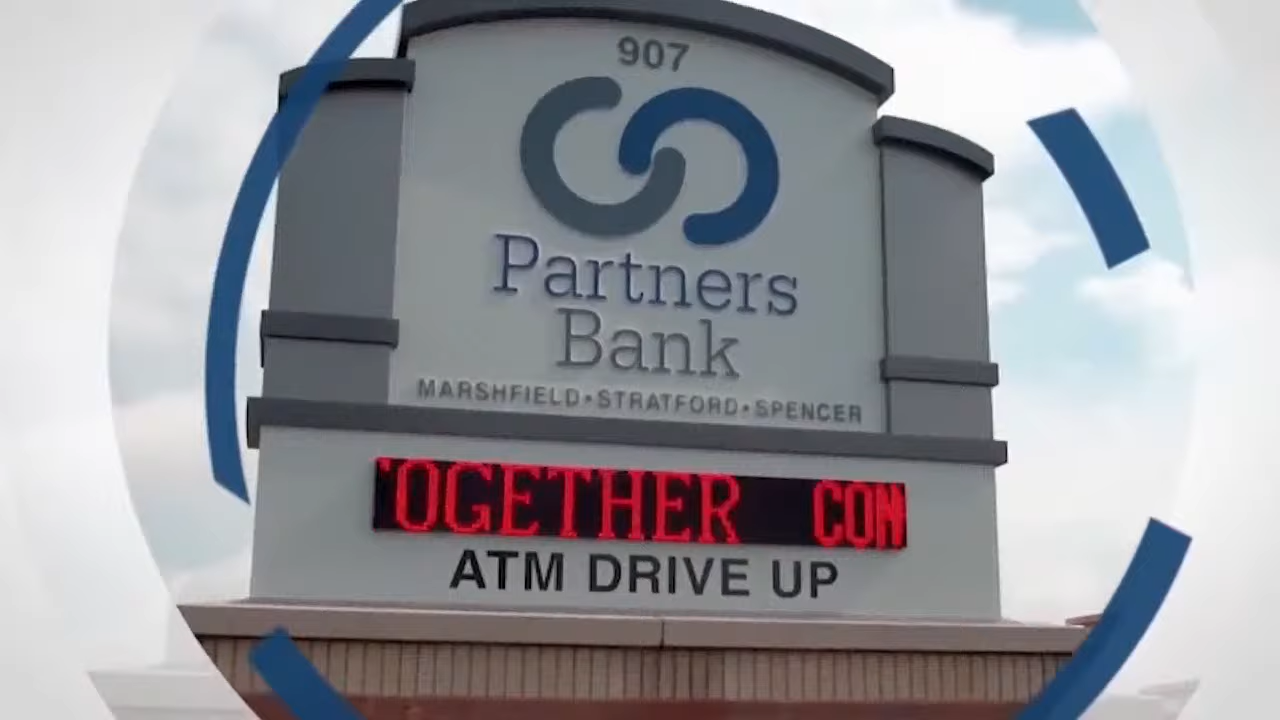 907
Partners
Bank
MARSHFIELD•STRATFORD•SPENCER
OGETHER CON
ATM DRIVE UP